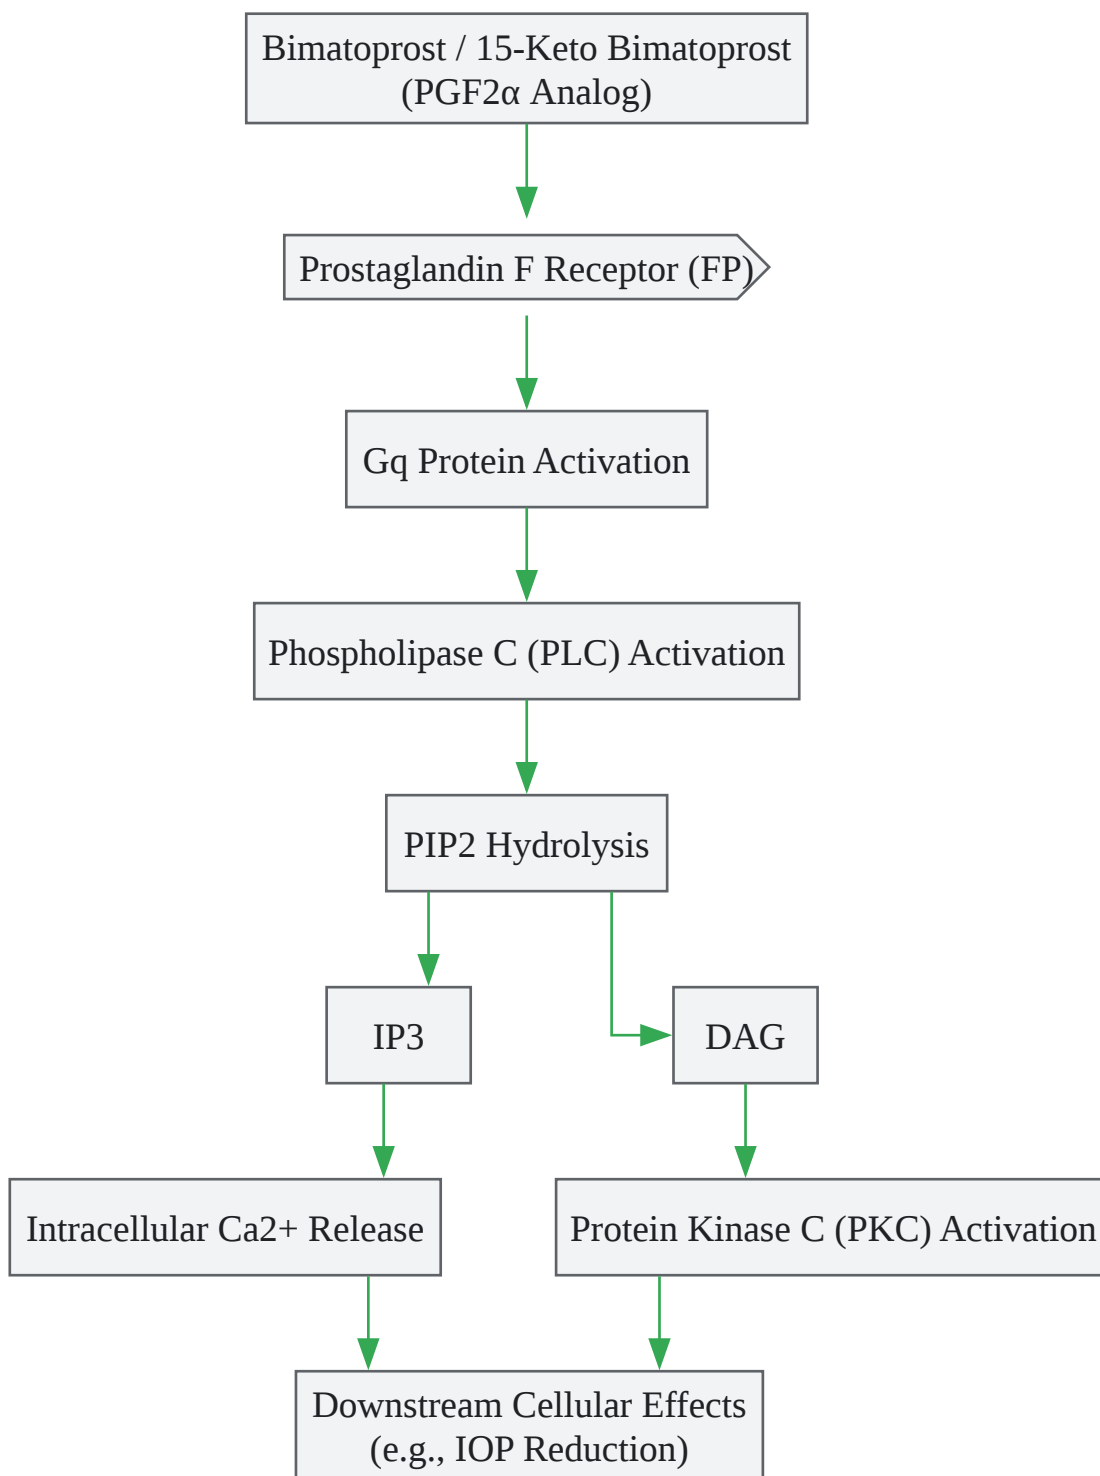 Bimatoprost / 15-Keto Bimatoprost
(PGF2α Analog)
Prostaglandin F Receptor (FP)
Gq Protein Activation
Phospholipase C (PLC) Activation
PIP2 Hydrolysis
IP3
DAG
Intracellular Ca2+ Release
Protein Kinase C (PKC) Activation
Downstream Cellular Effects
(e.g., IOP Reduction)